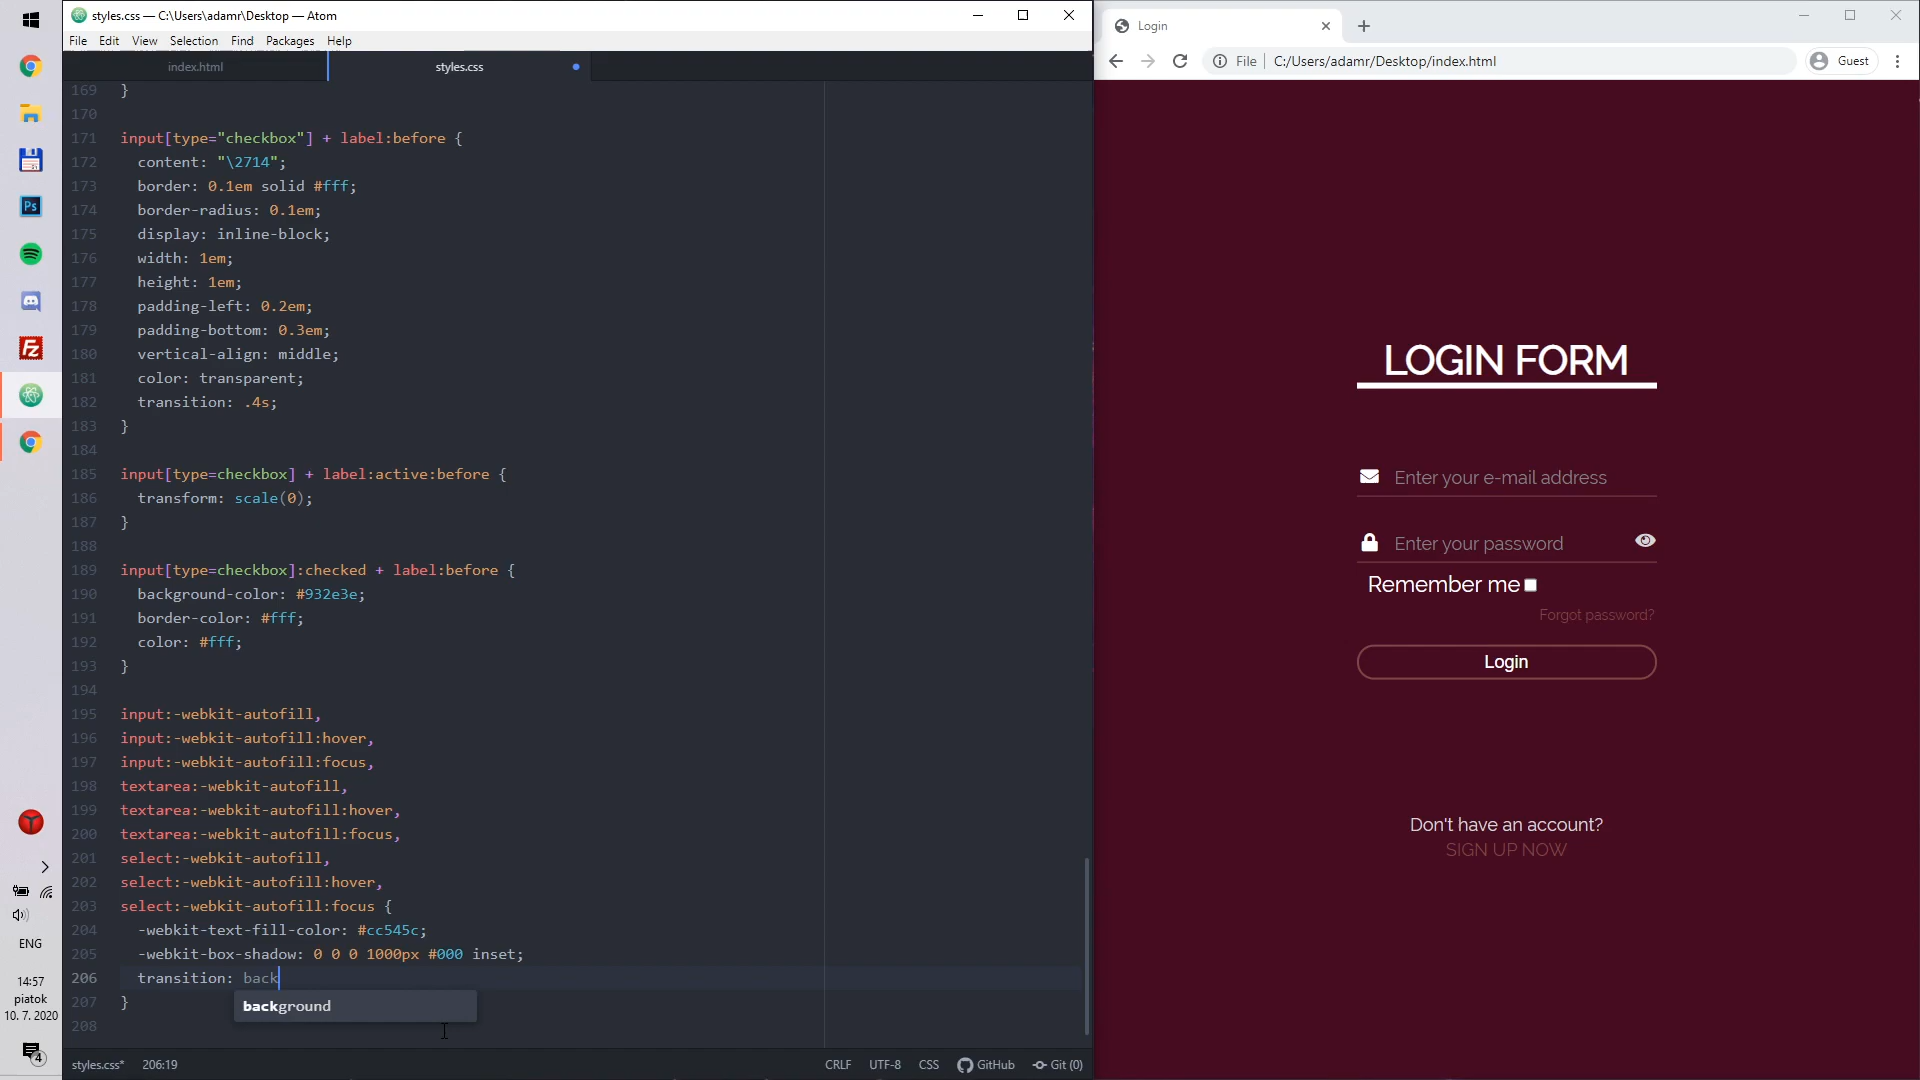 styles.css — C:\Users\adamr\Desktop — Atom
File Edit View Selection Find Packages Help
index.html
styles.css
169 }
170
171 input[type="checkbox"] + label:before {
172 content: "\2714";
173 border: 0.1em solid #fff;
174 border-radius: 0.1em;
175 display: inline-block;
176 width: 1em;
177 height: 1em;
178 padding-left: 0.2em;
179 padding-bottom: 0.3em;
180 vertical-align: middle;
181 color: transparent;
182 transition: .4s;
183 }
184
185 input[type=checkbox] + label:active:before {
186 transform: scale(0);
187 }
188
189 input[type=checkbox]:checked + label:before {
190 background-color: #932e3e;
191 border-color: #fff;
192 color: #fff;
193 }
194
195 input:-webkit-autofill,
196 input:-webkit-autofill:hover,
197 input:-webkit-autofill:focus,
198 textarea:-webkit-autofill,
199 textarea:-webkit-autofill:hover,
200 textarea:-webkit-autofill:focus,
201 select:-webkit-autofill,
202 select:-webkit-autofill:hover,
203 select:-webkit-autofill:focus {
204 -webkit-text-fill-color: #cc545c;
205 -webkit-box-shadow: 0 0 0 1000px #000 inset;
206 transition: back
207 }
background
208
styles.css* 206:19
CRLF UTF-8 CSS GitHub Git (0)
Ps
Fz
ENG
14:57
piatok
10. 7. 2020
4
Login
File C:/Users/adamr/Desktop/index.html
Guest
LOGIN FORM
Enter your e-mail address
Enter your password
Remember me
Forgot password?
Login
Don't have an account?
SIGN UP NOW